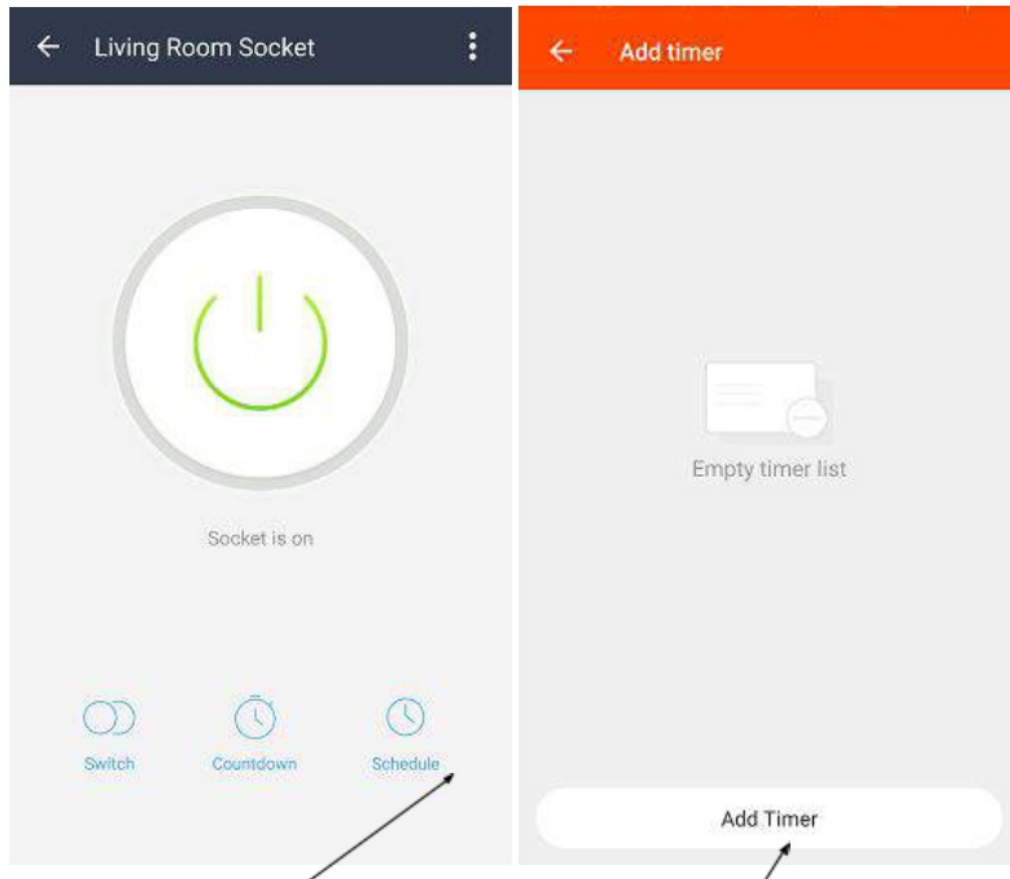 Living Room Socket
Socket is on
Switch
Countdown
Schedule
Add timer
Empty timer list
Add Timer